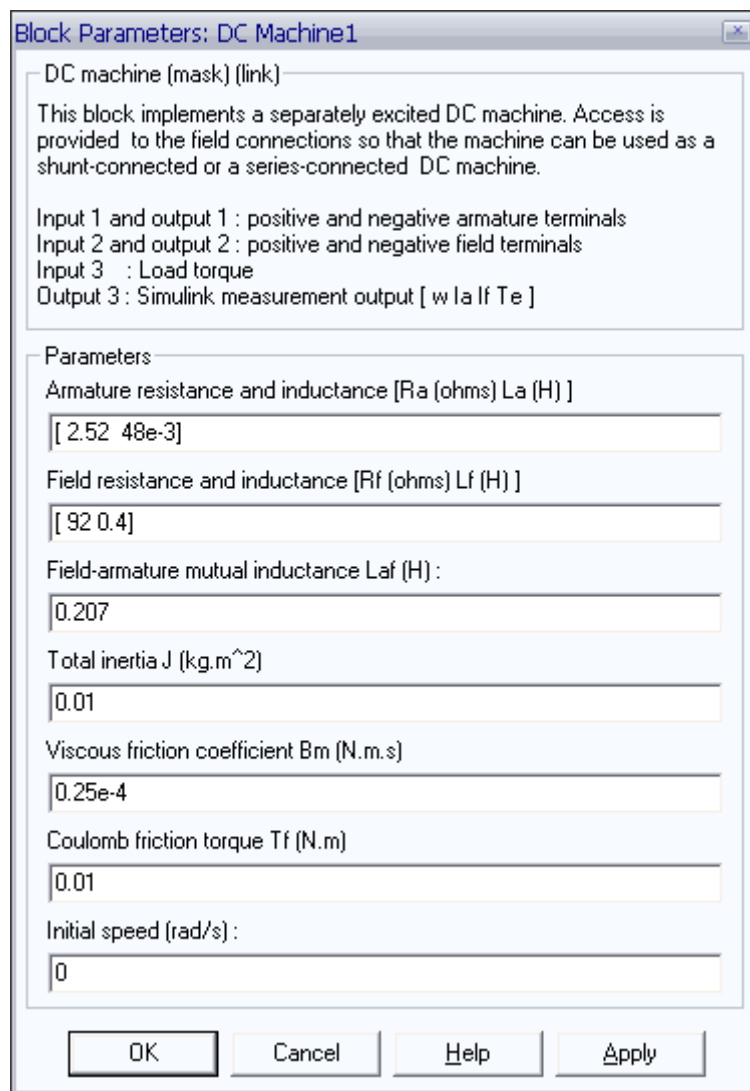 Block Parameters: DC Machine1
DC machine (mask) (link)
This block implements a separately excited DC machine. Access is
provided  to the field connections so that the machine can be used as a
shunt-connected or a series-connected  DC machine.
Input 1 and output 1 : positive and negative armature terminals
Input 2 and output 2 : positive and negative field terminals
Input 3    : Load torque
Output 3 : Simulink measurement output [ w Ia If Te ]
Parameters
Armature resistance and inductance [Ra (ohms) La (H) ]
[ 2.52  48e-3]
Field resistance and inductance [Rf (ohms) Lf (H) ]
[ 92 0.4]
Field-armature mutual inductance Laf (H) :
0.207
Total inertia J (kg.m^2)
0.01
Viscous friction coefficient Bm (N.m.s)
0.25e-4
Coulomb friction torque Tf (N.m)
0.01
Initial speed (rad/s) :
0
OK Cancel Help Apply